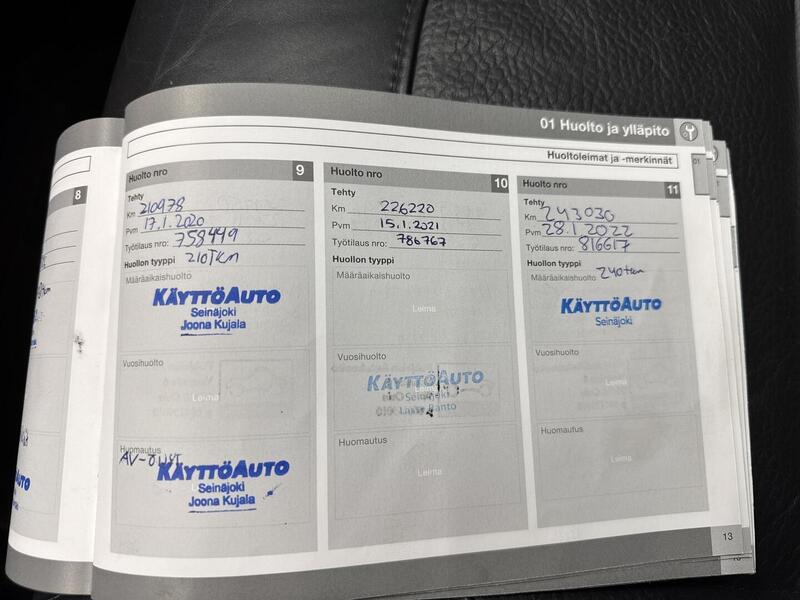 01 Huolto ja ylläpito
Huoltoleimat ja -merkinnät
01
8
Huolto nro 9
Tehty
Km 210978
Pvm 17.1.2020
Työtilaus nro: 758449
Huollon tyyppi 210Tkm
Määräaikaishuolto
KÄYTTÖAUTO
Seinäjoki
Joona Kujala
Vuosihuolto
Leima
Huomautus
KÄYTTÖAUTO
Seinäjoki
Joona Kujala
Huolto nro 10
Tehty
Km 226220
Pvm 15.1.2021
Työtilaus nro: 786767
Huollon tyyppi
Määräaikaishuolto
Leima
Vuosihuolto
KÄYTTÖAUTO
Leima
Seinäjoki
Huomautus
Leima
Huolto nro 11
Tehty
Km 243030
Pvm 28.1.2022
Työtilaus nro: 816617
Huollon tyyppi
240tkm
Määräaikaishuolto
KÄYTTÖAUTO
Seinäjoki
Vuosihuolto
Leima
Huomautus
Leima
13